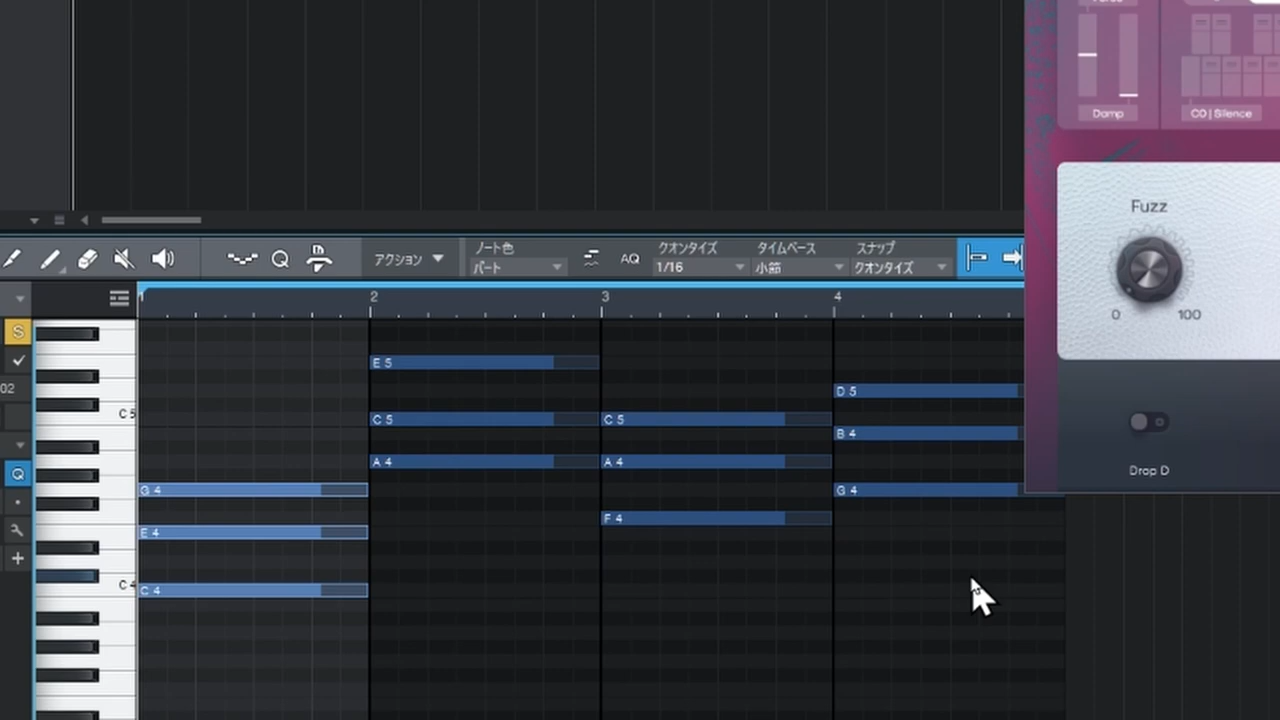 Damp
C0 | Silence
Fuzz
0 100
Drop D
アクション
ノート色
パート
AQ
クオンタイズ
1/16
タイムベース
小節
スナップ
クオンタイズ
Q
1 2 3 4
S
02
Q
C 5
C 4
E 5
D 5
C 5 C 5
B 4
A 4 A 4
G 4 G 4
F 4
E 4
C 4